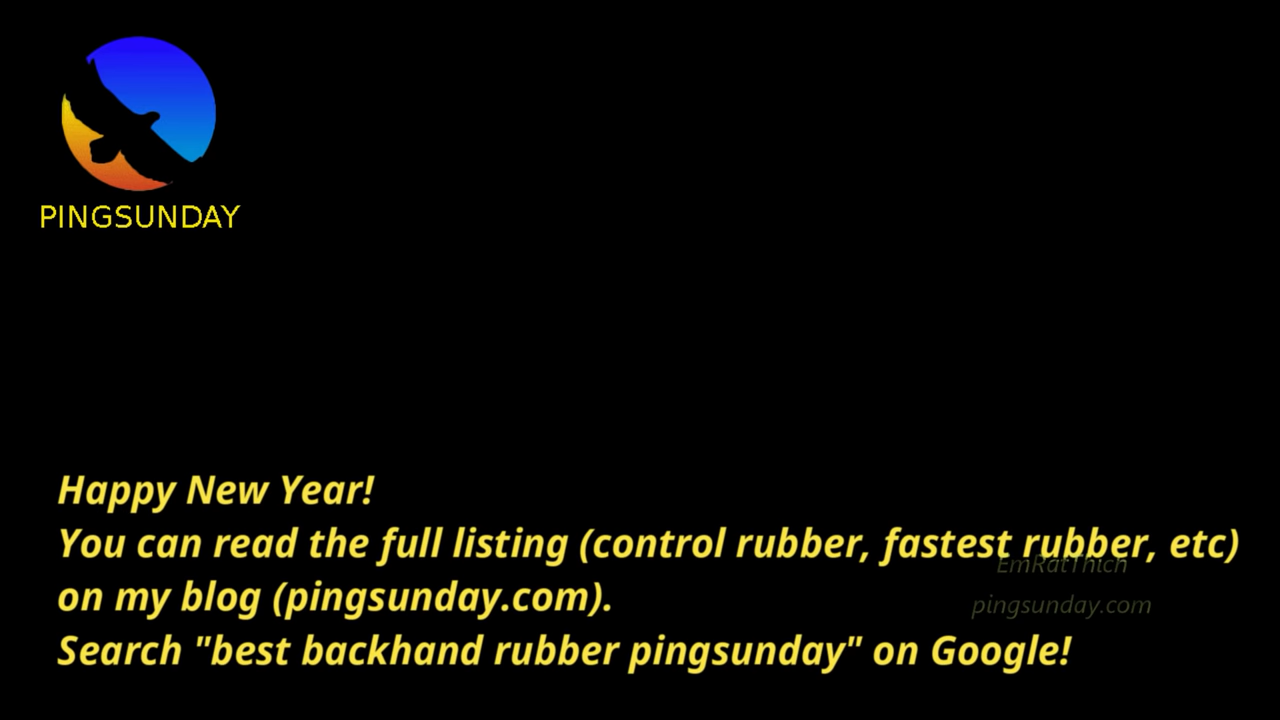 PINGSUNDAY
Happy New Year!
You can read the full listing (control rubber, fastest rubber, etc)
on my blog (pingsunday.com).
Search "best backhand rubber pingsunday" on Google!
EmRatThich
pingsunday.com